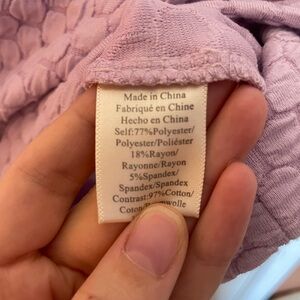 Made in China
Fabriqué en Chine
Hecho en China
Self:77%Polyester/
Polyester/Poliéster
18%Rayon/
Rayonne/Rayon
5%Spandex/
Spandex/Spandex
Contrast:97%Cotton/